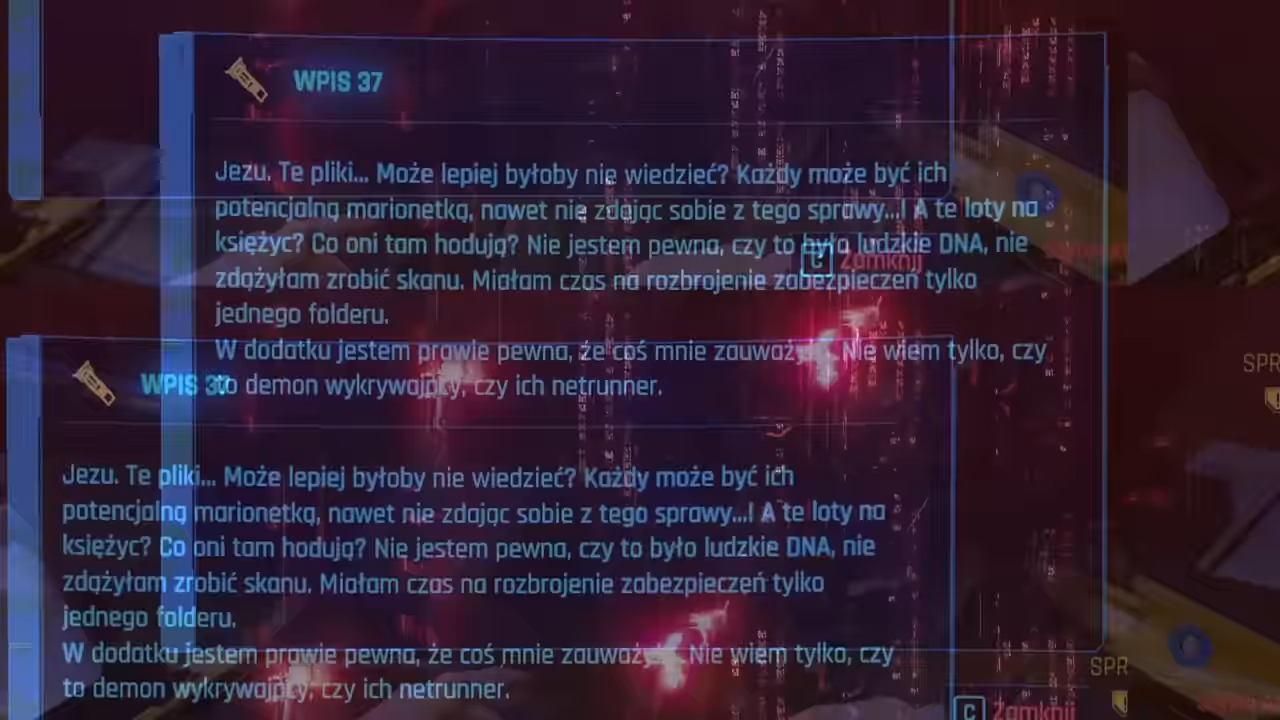 WPIS 37
Jezu. Te pliki... Może lepiej byłoby nie wiedzieć? Każdy może być ich
potencjalną marionetką, nawet nie zdając sobie z tego sprawy...! A te loty na
księżyc? Co oni tam hodują? Nie jestem pewna, czy to było ludzkie DNA, nie
zdążyłam zrobić skanu. Miałam czas na rozbrojenie zabezpieczeń tylko
jednego folderu.
W dodatku jestem prawie pewna, że coś mnie zauważyło. Nie wiem tylko, czy
to demon wykrywający, czy ich netrunner.
C Zamknij
SPR
WPIS 37
Jezu. Te pliki... Może lepiej byłoby nie wiedzieć? Każdy może być ich
potencjalną marionetką, nawet nie zdając sobie z tego sprawy...! A te loty na
księżyc? Co oni tam hodują? Nie jestem pewna, czy to było ludzkie DNA, nie
zdążyłam zrobić skanu. Miałam czas na rozbrojenie zabezpieczeń tylko
jednego folderu.
W dodatku jestem prawie pewna, że coś mnie zauważyło. Nie wiem tylko, czy
to demon wykrywający, czy ich netrunner.
SPR
C Zamknij